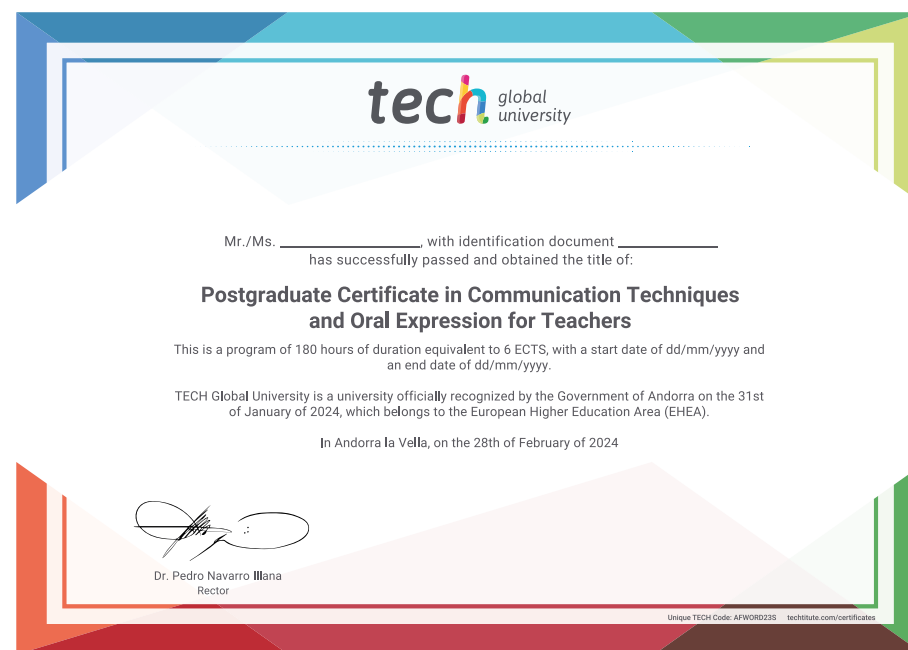 tech global
university
Mr./Ms. ____________, with identification document ____________
has successfully passed and obtained the title of:
Postgraduate Certificate in Communication Techniques
and Oral Expression for Teachers
This is a program of 180 hours of duration equivalent to 6 ECTS, with a start date of dd/mm/yyyy and
an end date of dd/mm/yyyy.
TECH Global University is a university officially recognized by the Government of Andorra on the 31st
of January of 2024, which belongs to the European Higher Education Area (EHEA).
In Andorra la Vella, on the 28th of February of 2024
Dr. Pedro Navarro Illana
Rector
Unique TECH Code: AFWORD23S techtitute.com/certificates